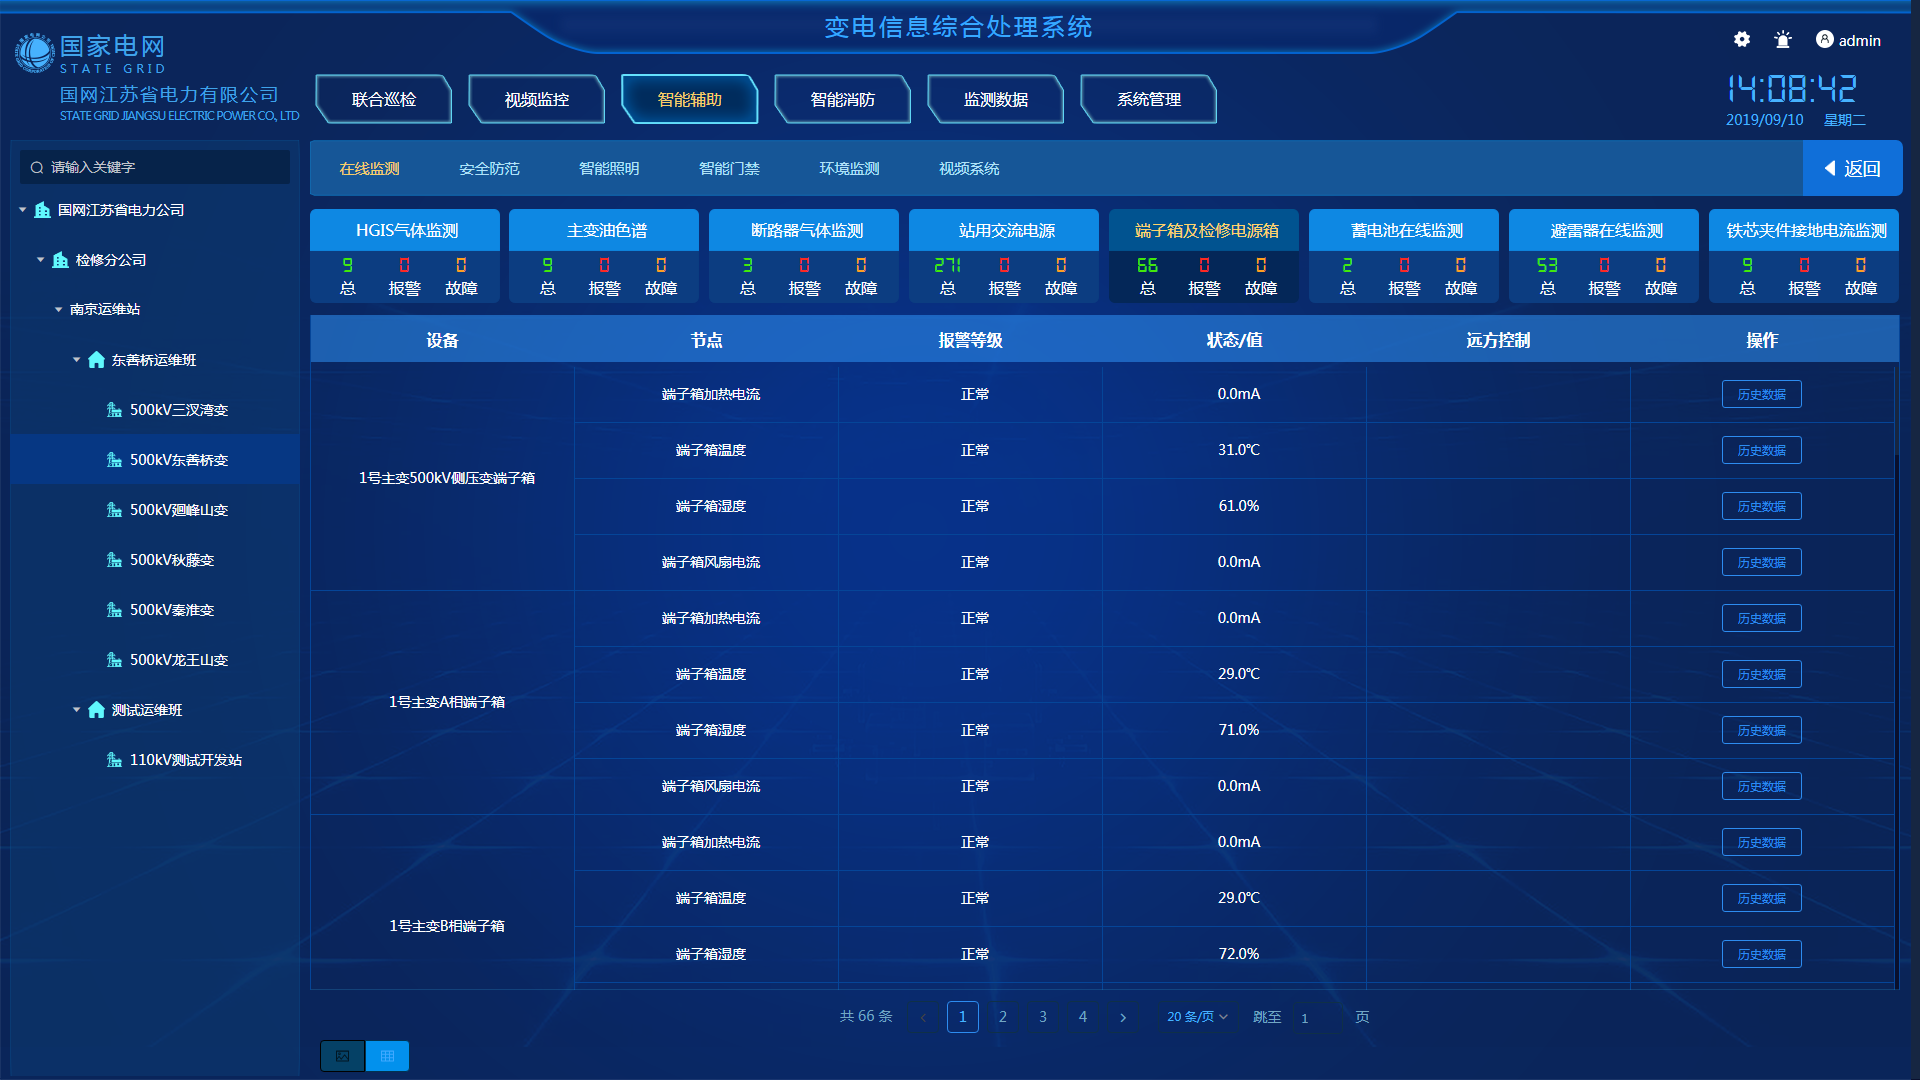 变电信息综合处理系统
国家电网
STATE GRID
国网江苏省电力有限公司
STATE GRID JIANGSU ELECTRIC POWER CO., LTD
联合巡检 视频监控 智能辅助 智能消防 监测数据 系统管理
admin
14:08:42
2019/09/10 星期二
请输入关键字
国网江苏省电力公司
检修分公司
南京运维站
东善桥运维班
500kV三汊湾变
500kV东善桥变
500kV廻峰山变
500kV秋藤变
500kV秦淮变
500kV龙王山变
测试运维班
110kV测试开发站
在线监测 安全防范 智能照明 智能门禁 环境监测 视频系统 返回
HGIS气体监测 主变油色谱 断路器气体监测 站用交流电源 端子箱及检修电源箱 蓄电池在线监测 避雷器在线监测 铁芯夹件接地电流监测
9 0 0 9 0 0 3 0 0 271 0 0 66 0 0 2 0 0 53 0 0 9 0 0
总 报警 故障 总 报警 故障 总 报警 故障 总 报警 故障 总 报警 故障 总 报警 故障 总 报警 故障 总 报警 故障
设备 节点 报警等级 状态/值 远方控制 操作
端子箱加热电流 正常 0.0mA 历史数据
端子箱温度 正常 31.0℃ 历史数据
1号主变500kV侧压变端子箱
端子箱湿度 正常 61.0% 历史数据
端子箱风扇电流 正常 0.0mA 历史数据
端子箱加热电流 正常 0.0mA 历史数据
端子箱温度 正常 29.0℃ 历史数据
1号主变A相端子箱
端子箱湿度 正常 71.0% 历史数据
端子箱风扇电流 正常 0.0mA 历史数据
端子箱加热电流 正常 0.0mA 历史数据
端子箱温度 正常 29.0℃ 历史数据
1号主变B相端子箱
端子箱湿度 正常 72.0% 历史数据
共 66 条 1 2 3 4 20 条/页 跳至 1 页